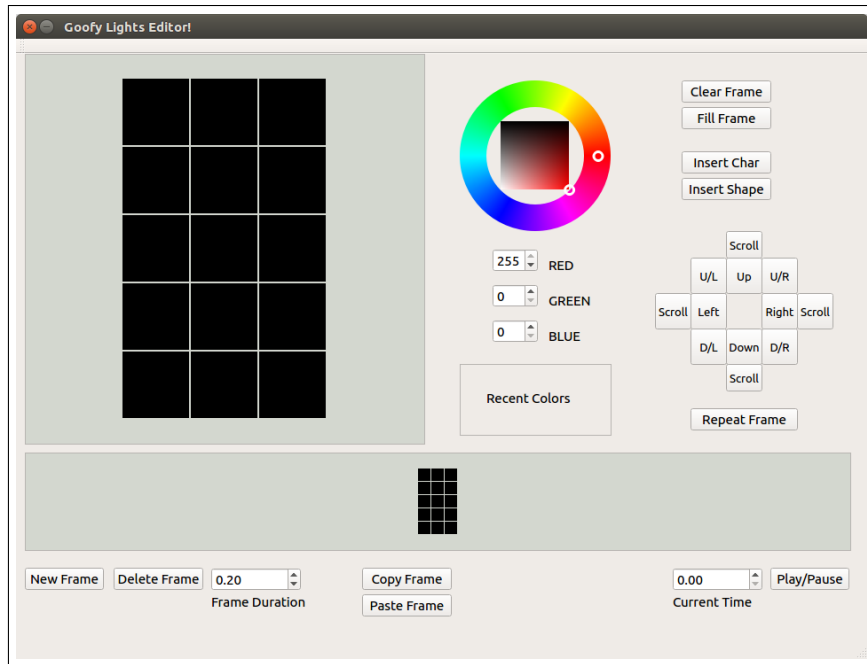 Goofy Lights Editor!
Clear Frame
Fill Frame
Insert Char
Insert Shape
255 RED
0 GREEN
0 BLUE
Recent Colors
Scroll
U/L Up U/R
Scroll Left Right Scroll
D/L Down D/R
Scroll
Repeat Frame
New Frame Delete Frame 0.20 Copy Frame 0.00 Play/Pause
Frame Duration Paste Frame Current Time